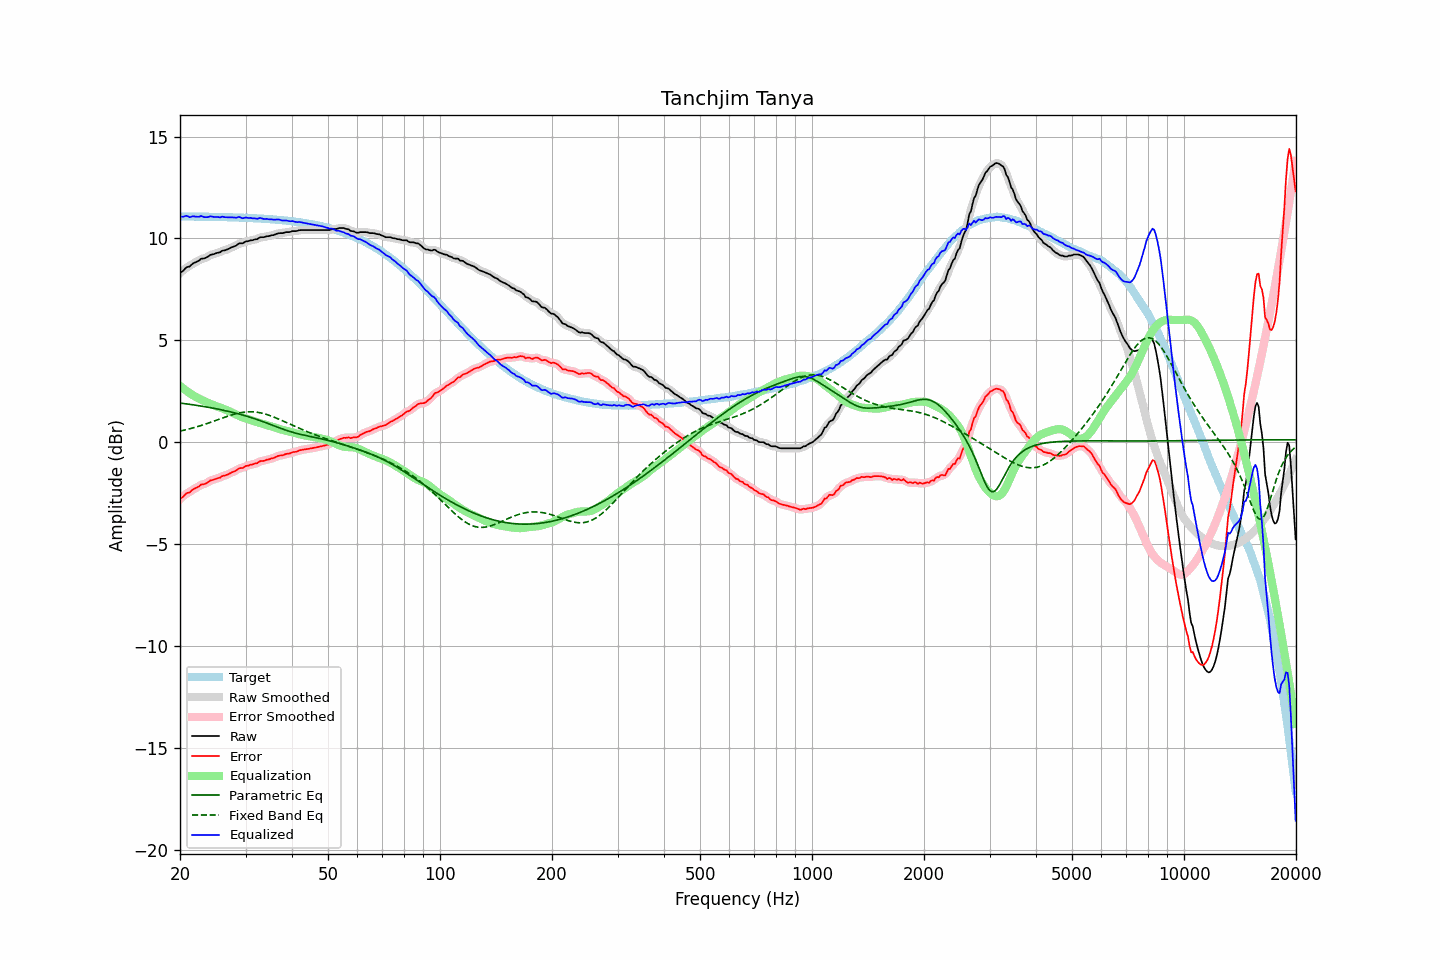 Tanchjim Tanya
Amplitude (dBr)
15
10
5
0
−5
−10
−15
−20
Target
Raw Smoothed
Error Smoothed
Raw
Error
Equalization
Parametric Eq
Fixed Band Eq
Equalized
20 50 100 200 500 1000 2000 5000 10000 20000
Frequency (Hz)